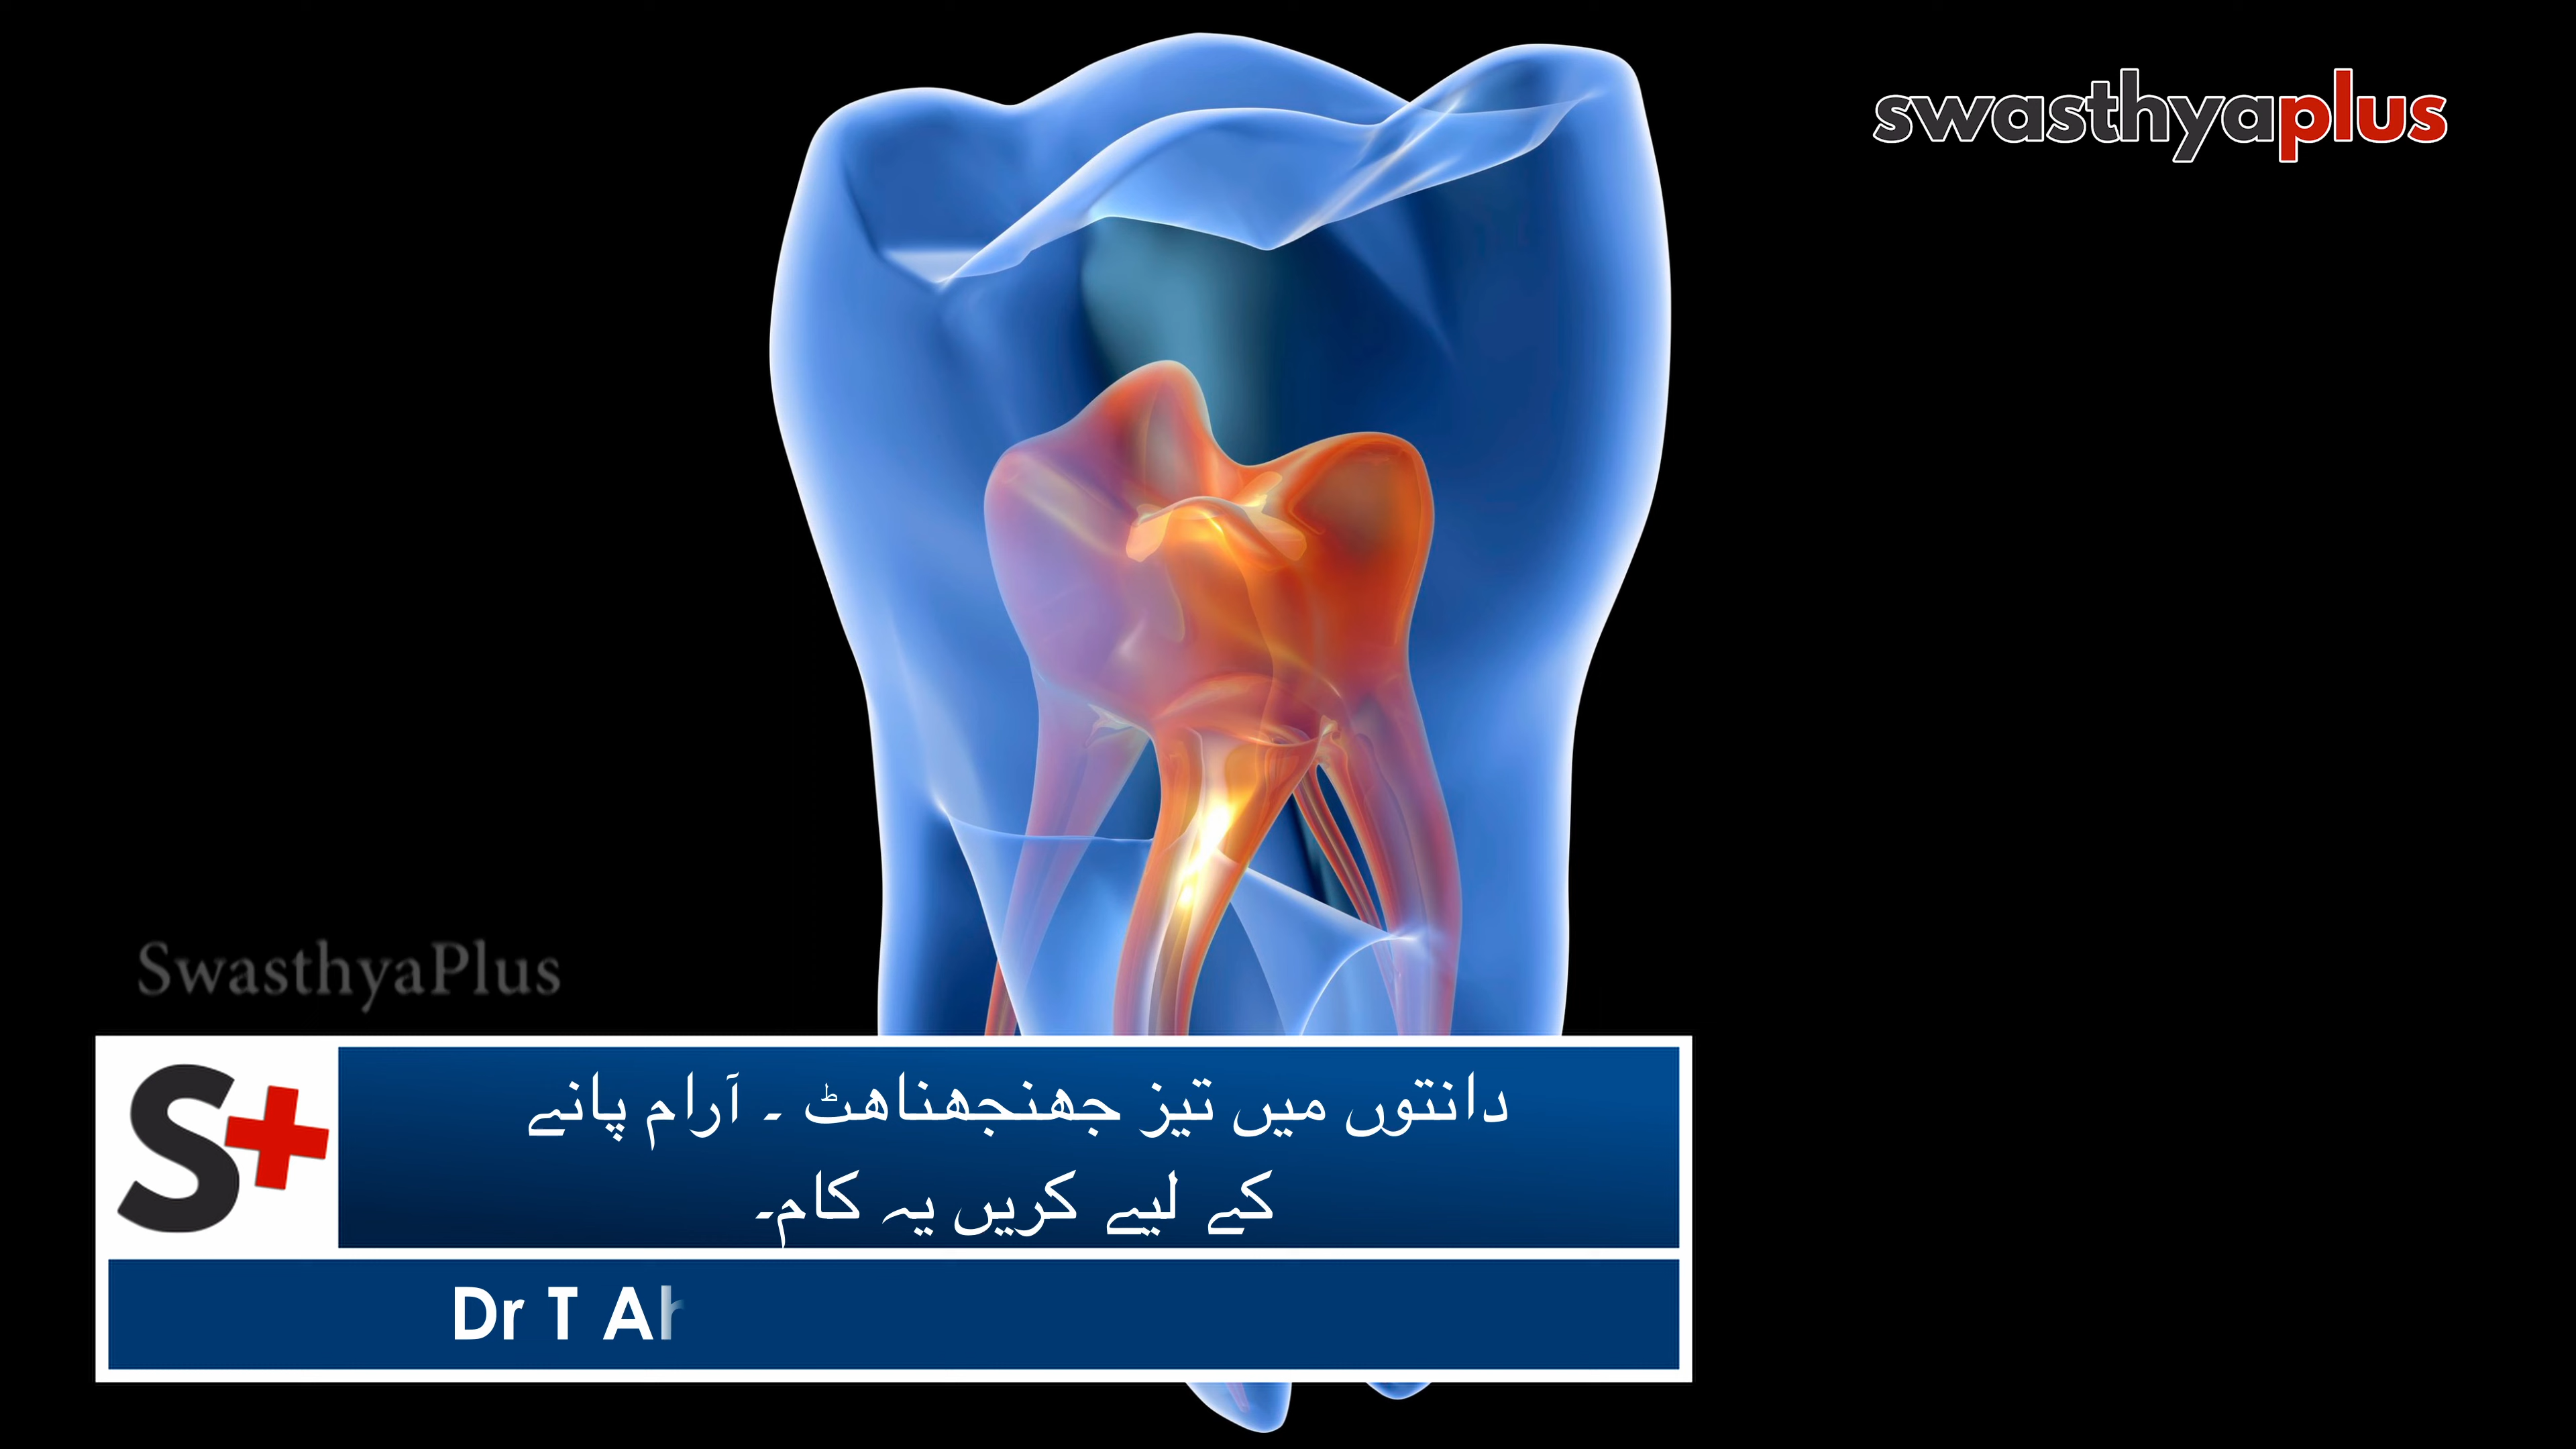 swasthyaplus
SwasthyaPlus
S+
دانتوں میں تیز جھنجھناھٹ ۔ آرام پانے
کے لیے کریں یہ کام۔
Dr T